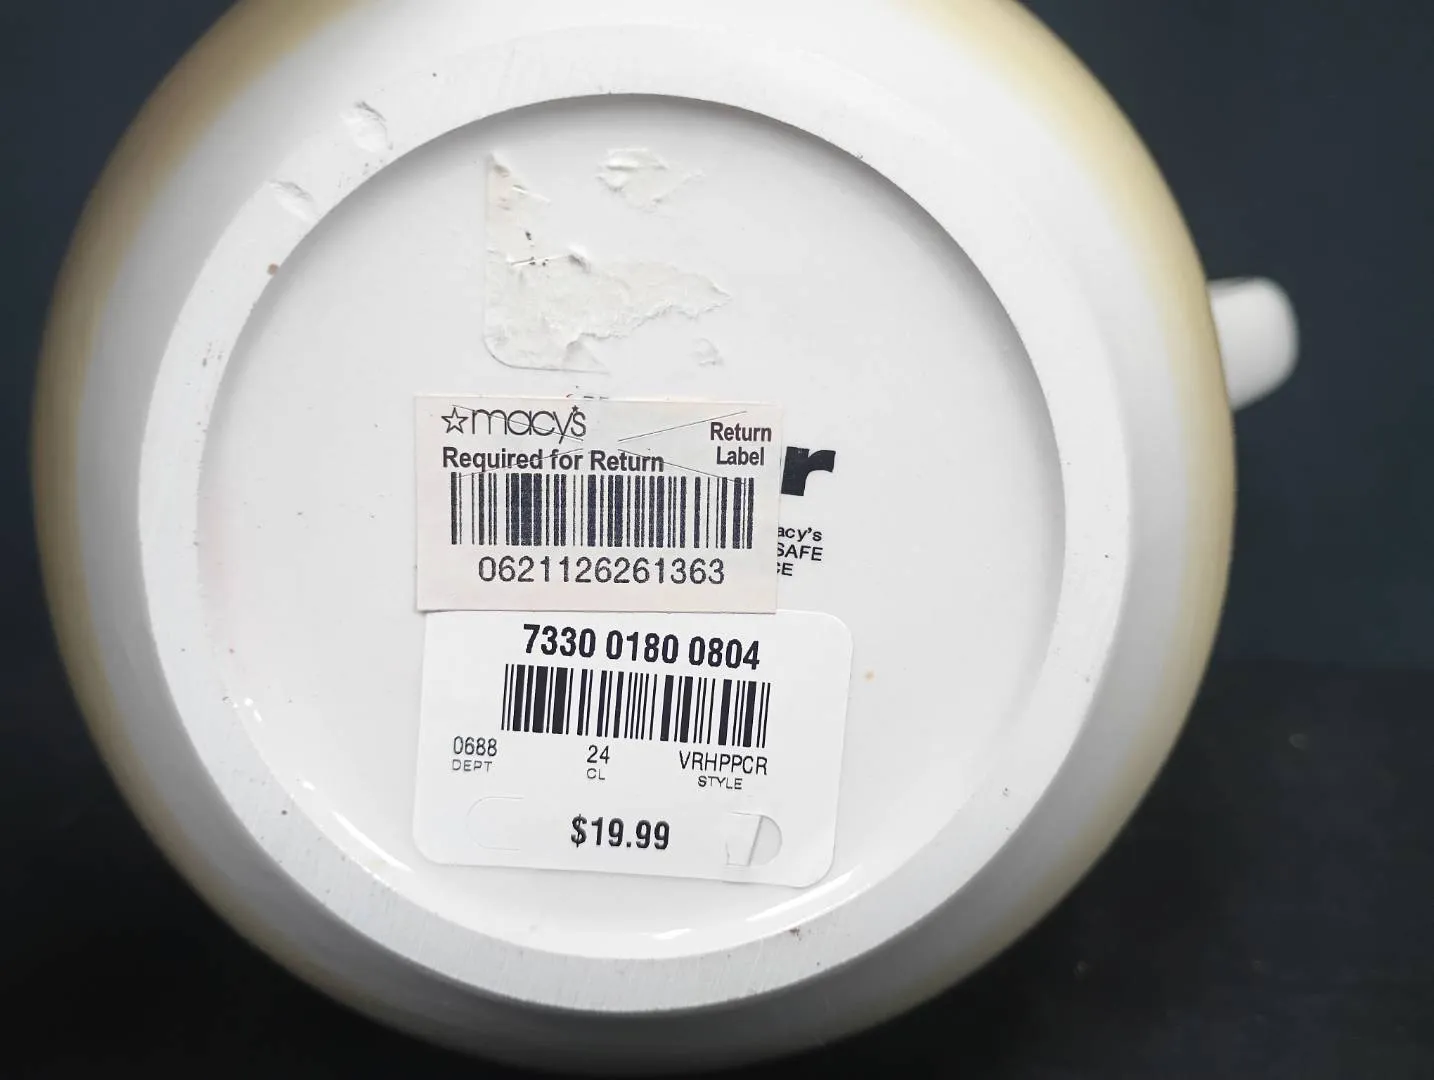 macy's
Return
Label
Required for Return
r
acy's
SAFE
CE
0621126261363
7330 0180 0804
0688
DEPT
24
CL
VRHPPCR
STYLE
$19.99